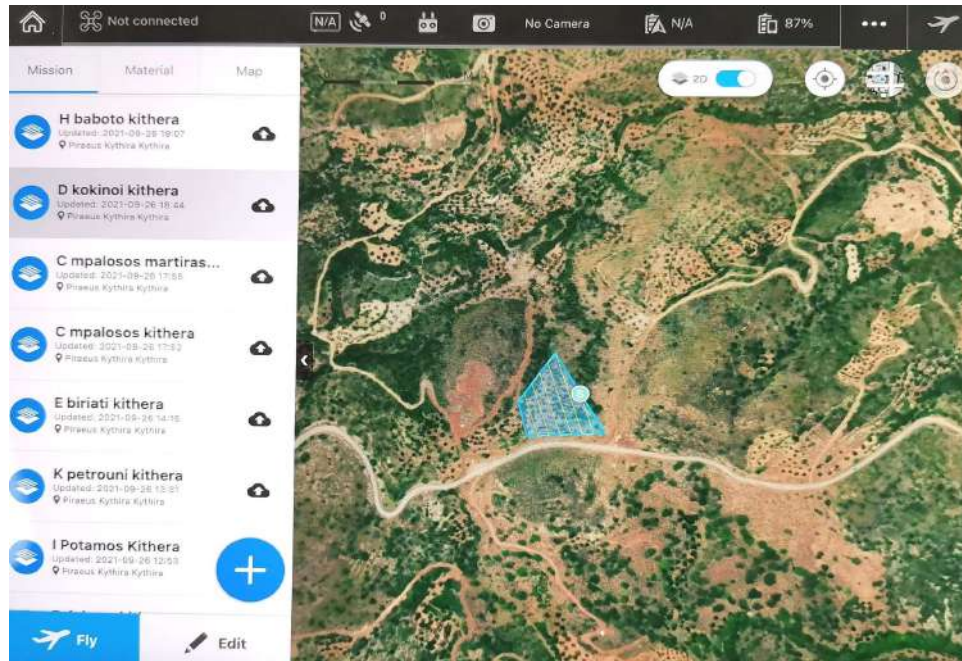 Not connected
N/A
0
No Camera
N/A
87%
Mission
Material
Map
H baboto kithera
Updated: 2021-09-26 19:07
Piraeus Kythira Kythira
D kokinoi kithera
Updated: 2021-09-26 18:44
Piraeus Kythira Kythira
C mpalosos martiras...
Updated: 2021-09-26 17:55
Piraeus Kythira Kythira
C mpalosos kithera
Updated: 2021-09-26 17:52
Piraeus Kythira Kythira
E biriati kithera
Updated: 2021-09-26 14:15
Piraeus Kythira Kythira
K petrouni kithera
Updated: 2021-09-26 13:31
Piraeus Kythira Kythira
I Potamos Kithera
Updated: 2021-09-26 12:53
Piraeus Kythira Kythira
Fly
Edit
2D